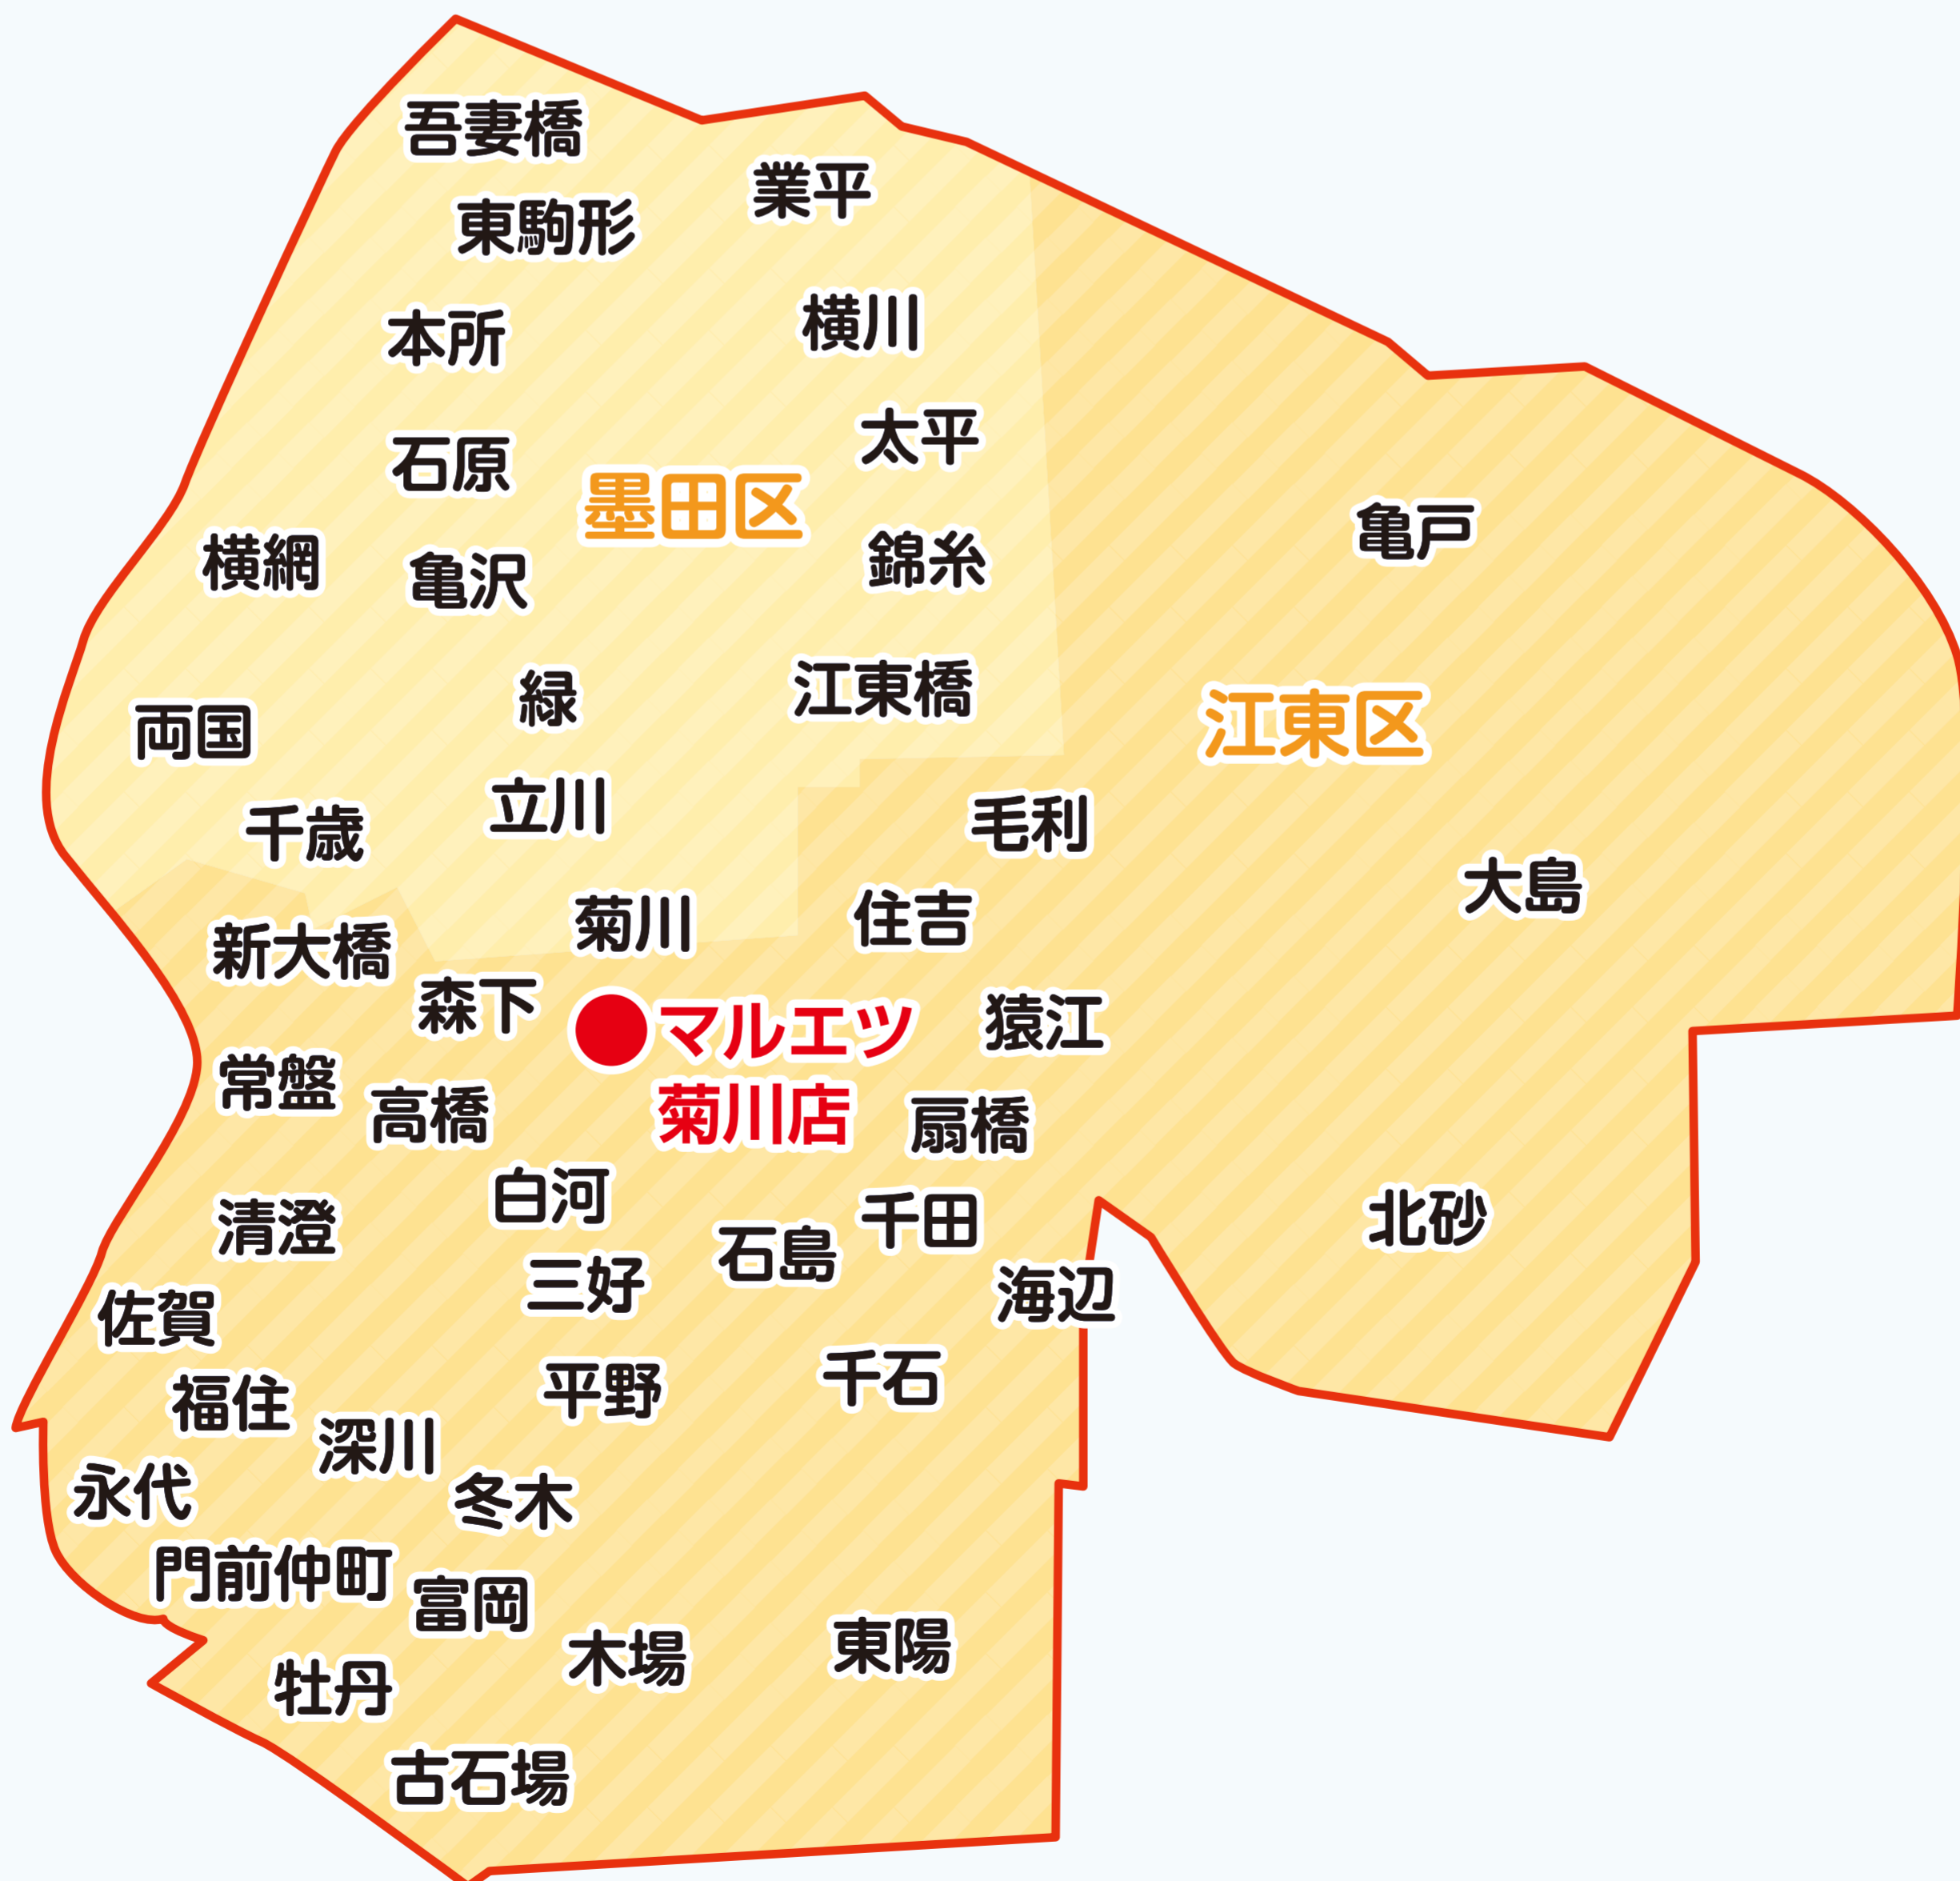 吾妻橋
業平
東駒形
横川
本所
太平
石原
墨田区
亀戸
横網
亀沢
錦糸
緑
江東橋
江東区
両国
立川
千歳
毛利
大島
菊川
住吉
新大橋
森下
マルエツ
菊川店
猿江
常盤
高橋
扇橋
白河
千田
北砂
清澄
石島
三好
海辺
佐賀
平野
千石
福住
深川
永代
冬木
門前仲町
富岡
木場
東陽
牡丹
古石場